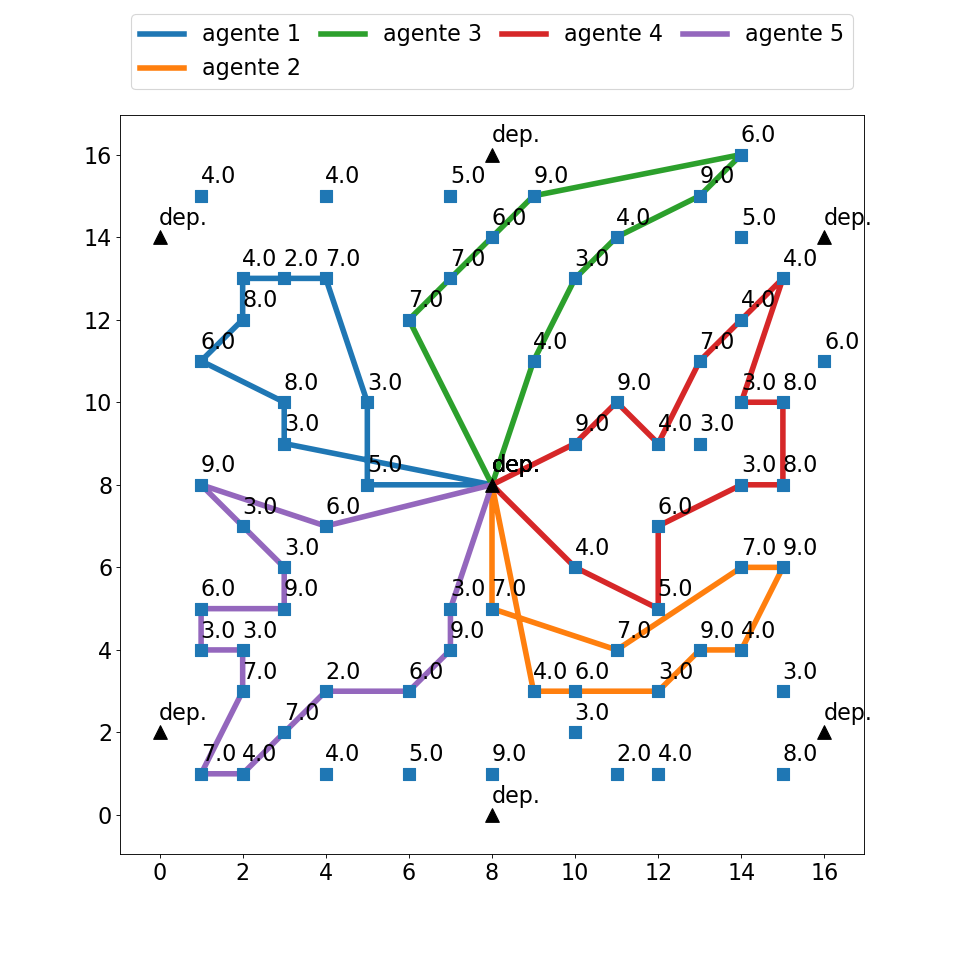 agente 1 agente 3 agente 4 agente 5
agente 2
dep. 6.0
16
4.0 4.0 5.0 9.0 9.0
dep. 6.0 4.0 5.0 dep.
14
4.0 2.0 7.0 7.0 3.0 4.0
8.0 7.0 4.0
12
6.0 4.0 7.0 6.0
8.0 3.0 9.0 3.0 8.0
10
3.0 9.0 4.0 3.0
9.0 5.0 dep. 3.0 8.0
8
3.0 6.0 6.0
3.0 4.0 7.0 9.0
6
6.0 9.0 3.0 7.0 5.0
3.0 3.0 9.0 7.0 9.0 4.0
4
7.0 2.0 6.0 4.0 6.0 3.0 3.0
dep. 7.0 3.0 dep.
2
7.0 4.0 4.0 5.0 9.0 2.0 4.0 8.0
dep.
0
0 2 4 6 8 10 12 14 16